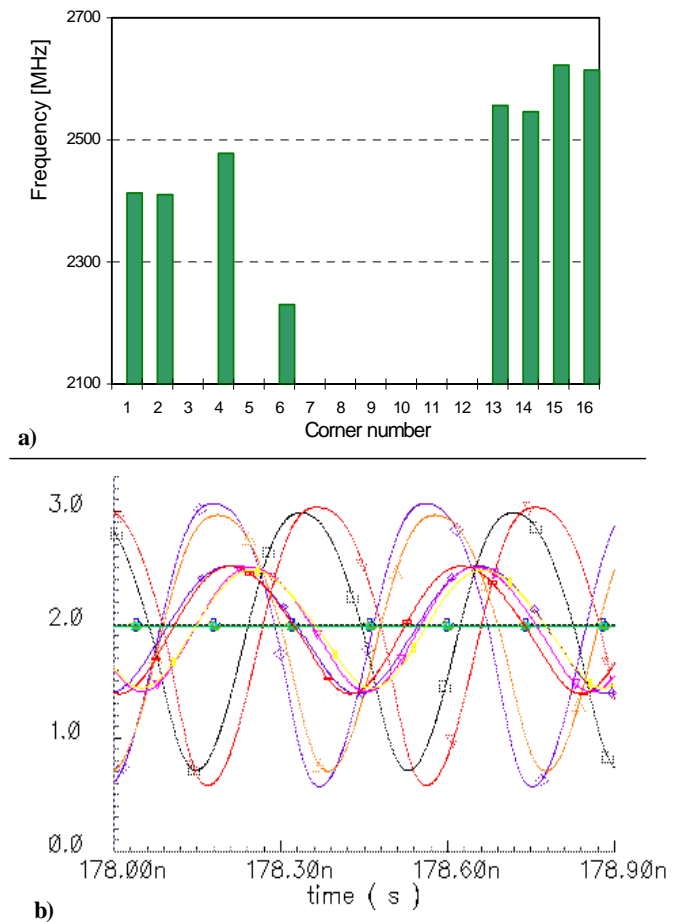 2700
2500
2300
2100
Frequency [MHz]
1 2 3 4 5 6 7 8 9 10 11 12 13 14 15 16
Corner number
a)
3.0
2.0
1.0
0.0
178.00n 178.30n 178.60n 178.90n
time ( s )
b)